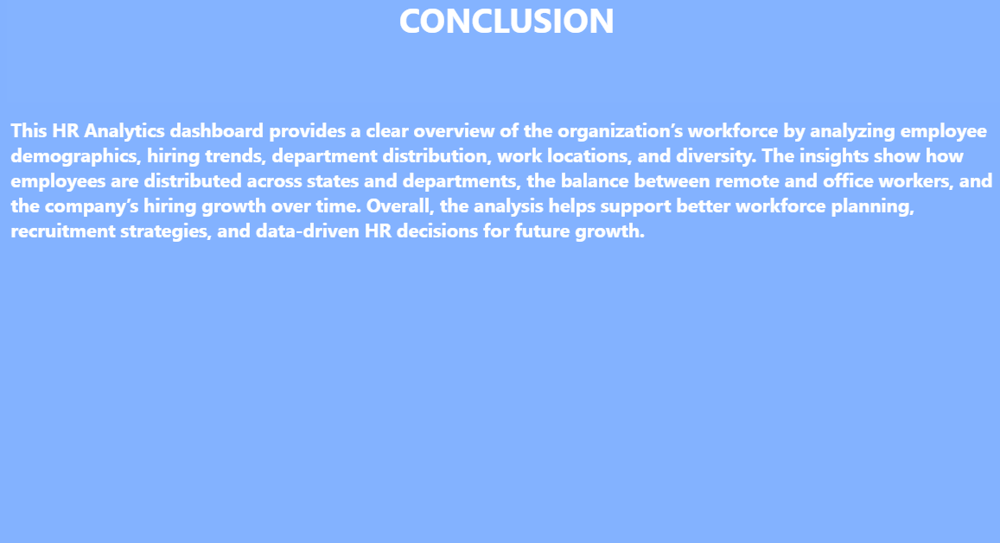 CONCLUSION
This HR Analytics dashboard provides a clear overview of the organization’s workforce by analyzing employee
demographics, hiring trends, department distribution, work locations, and diversity. The insights show how
employees are distributed across states and departments, the balance between remote and office workers, and
the company’s hiring growth over time. Overall, the analysis helps support better workforce planning,
recruitment strategies, and data-driven HR decisions for future growth.